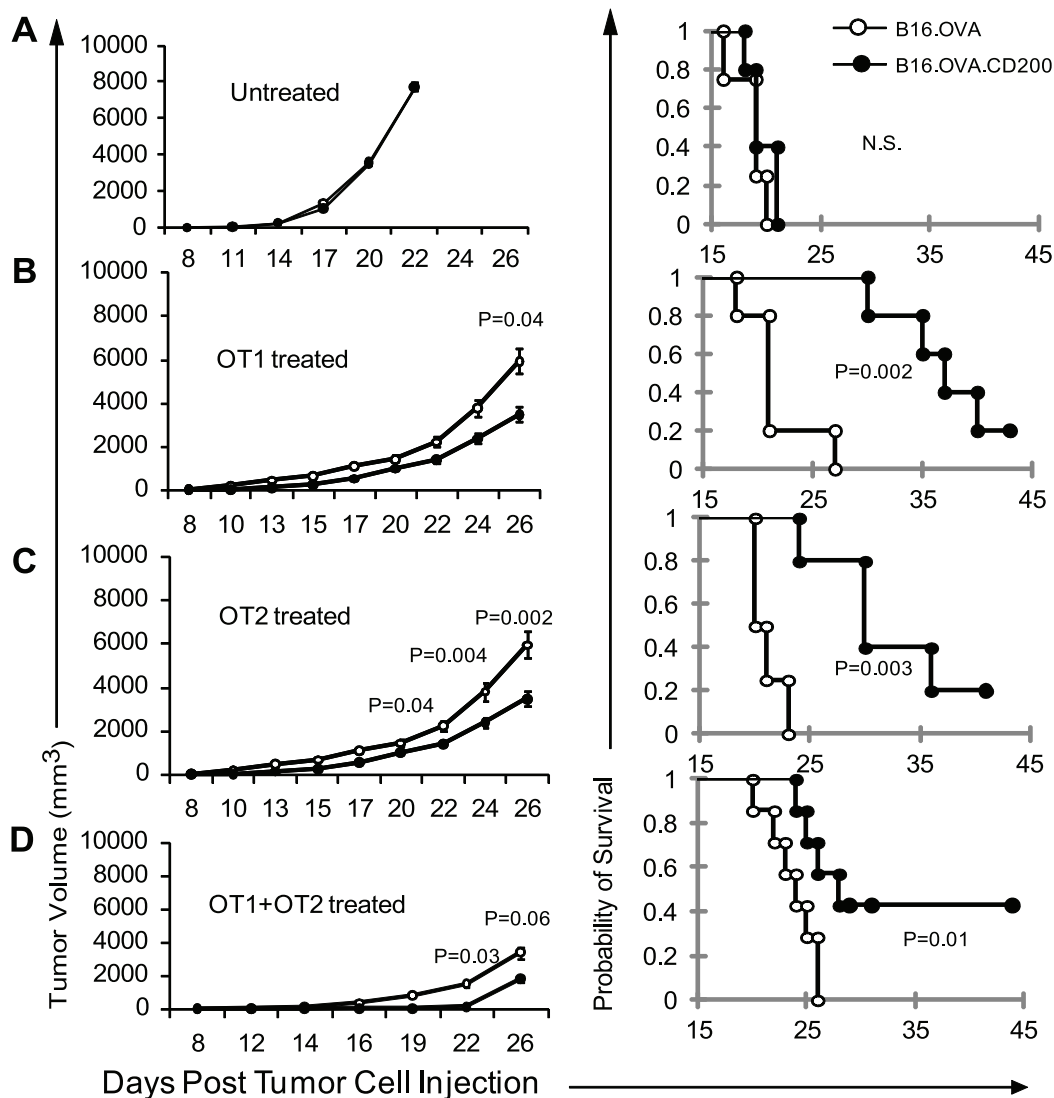 A
10000
8000
6000
4000
2000
0
Untreated
8 11 14 17 20 22 24 26
1
0.8
0.6
0.4
0.2
0
15 25 35 45
N.S.
B16.OVA
B16.OVA.CD200
B
10000
8000
6000
4000
2000
0
OT1 treated
P=0.04
8 10 13 15 17 20 22 24 26
1
0.8
0.6
0.4
0.2
0
P=0.002
15 25 35 45
C
10000
8000
6000
4000
2000
0
OT2 treated
P=0.002
P=0.004
P=0.04
8 10 13 15 17 20 22 24 26
1
0.8
0.6
0.4
0.2
0
P=0.003
15 25 35 45
D
10000
8000
6000
4000
2000
0
OT1+OT2 treated
P=0.06
P=0.03
8 12 14 16 19 22 26
1
0.8
0.6
0.4
0.2
0
P=0.01
15 25 35 45
Tumor Volume (mm³)
Probability of Survival
Days Post Tumor Cell Injection